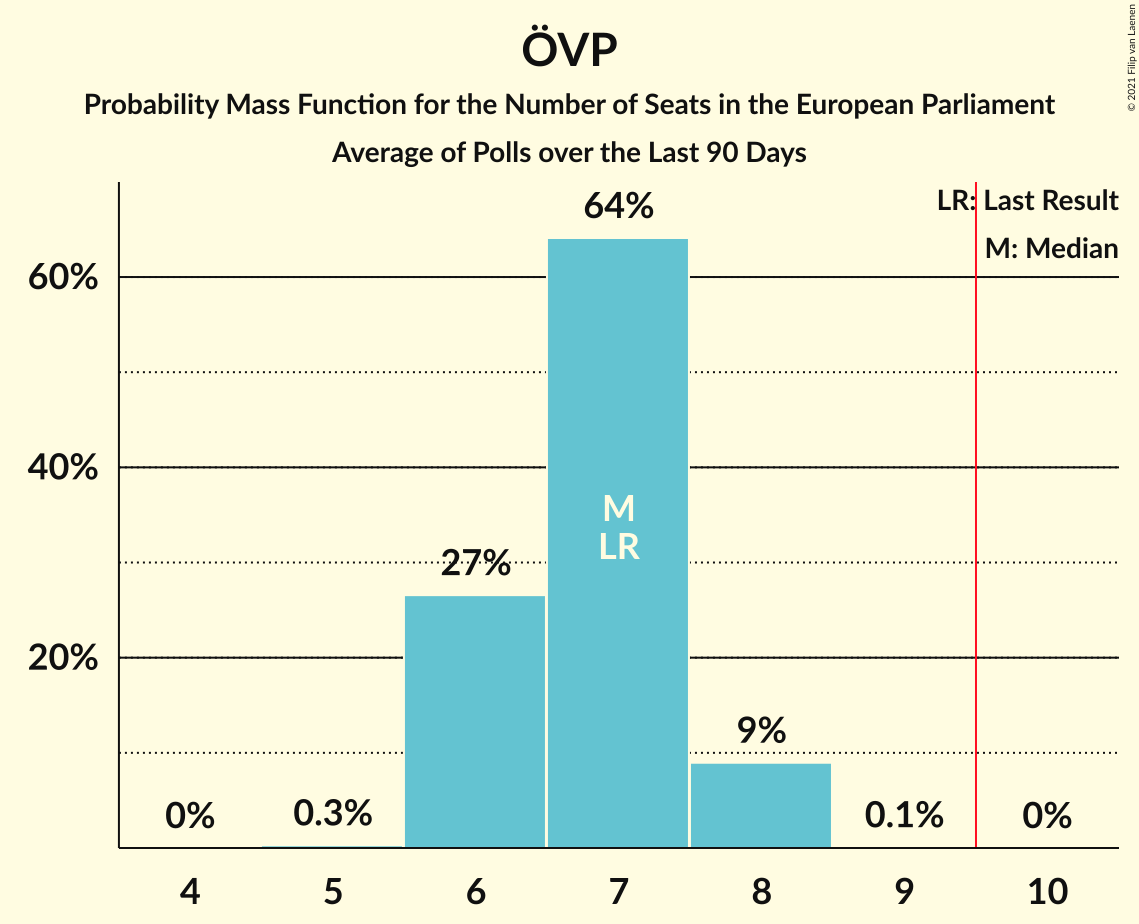 ÖVP
Probability Mass Function for the Number of Seats in the European Parliament
Average of Polls over the Last 90 Days
© 2021 Filip van Laenen
LR: Last Result
M: Median
64%
60%
40%
M
LR
27%
20%
9%
0%
0.3%
0.1%
0%
4
5
6
7
8
9
10